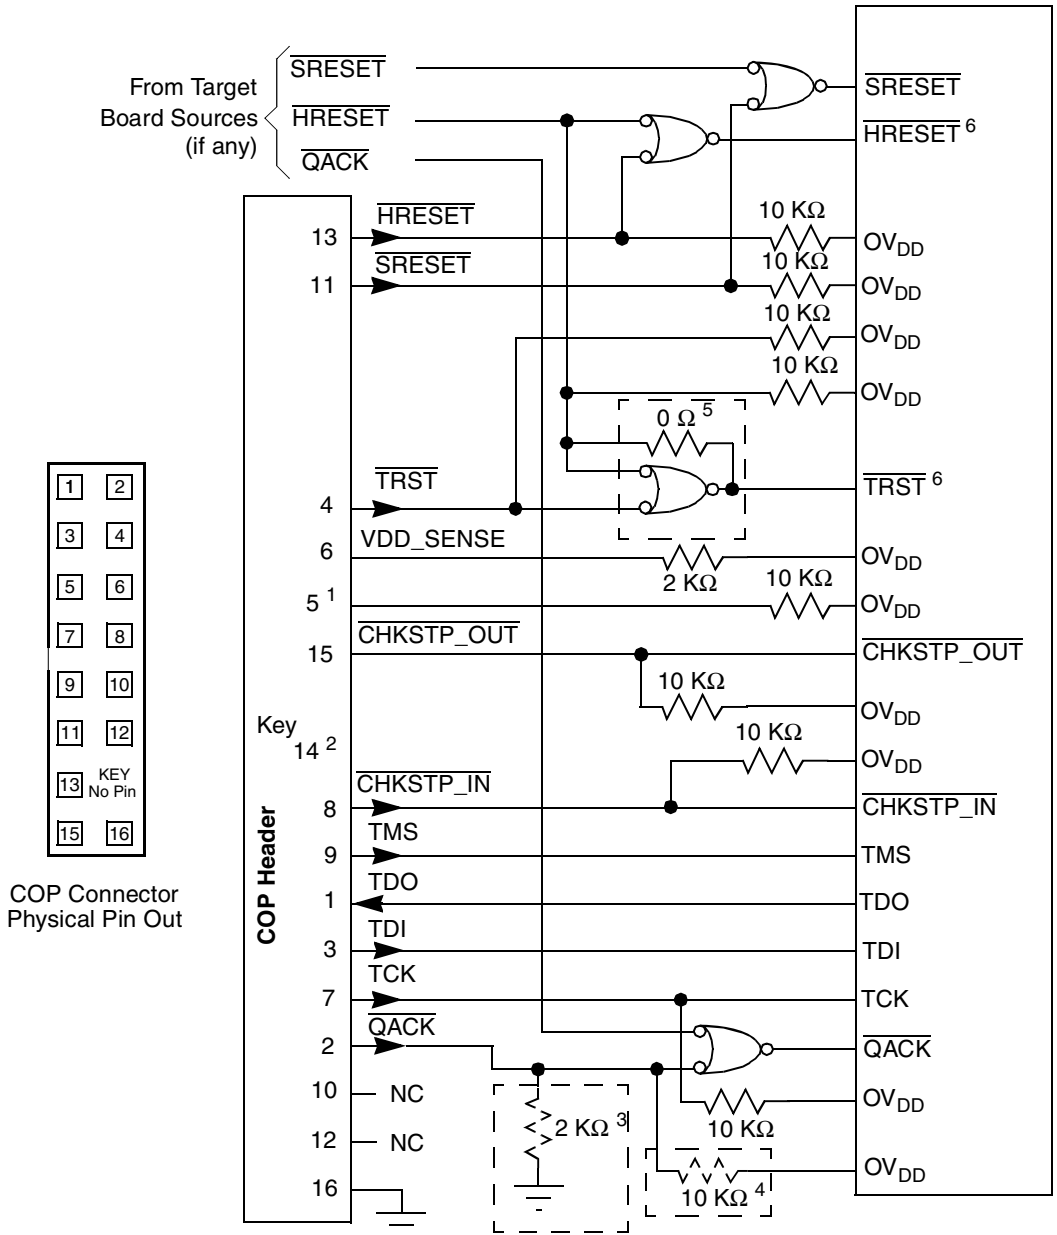 From Target
Board Sources
(if any)
SRESET
HRESET
QACK
SRESET
HRESET 6
13
HRESET
10 KΩ
OVDD
11
SRESET
10 KΩ
OVDD
10 KΩ
OVDD
10 KΩ
OVDD
0 Ω 5
4
TRST
TRST 6
6
VDD_SENSE
2 KΩ
OVDD
5 1
10 KΩ
OVDD
15
CHKSTP_OUT
CHKSTP_OUT
10 KΩ
OVDD
Key
14 2
10 KΩ
OVDD
8
CHKSTP_IN
CHKSTP_IN
9
TMS
TMS
1
TDO
TDO
3
TDI
TDI
7
TCK
TCK
2
QACK
QACK
10
NC
10 KΩ
OVDD
12
NC
2 KΩ 3
16
10 KΩ 4
OVDD
COP Header
1 2
3 4
5 6
7 8
9 10
11 12
13 KEY
No Pin
15 16
COP Connector
Physical Pin Out